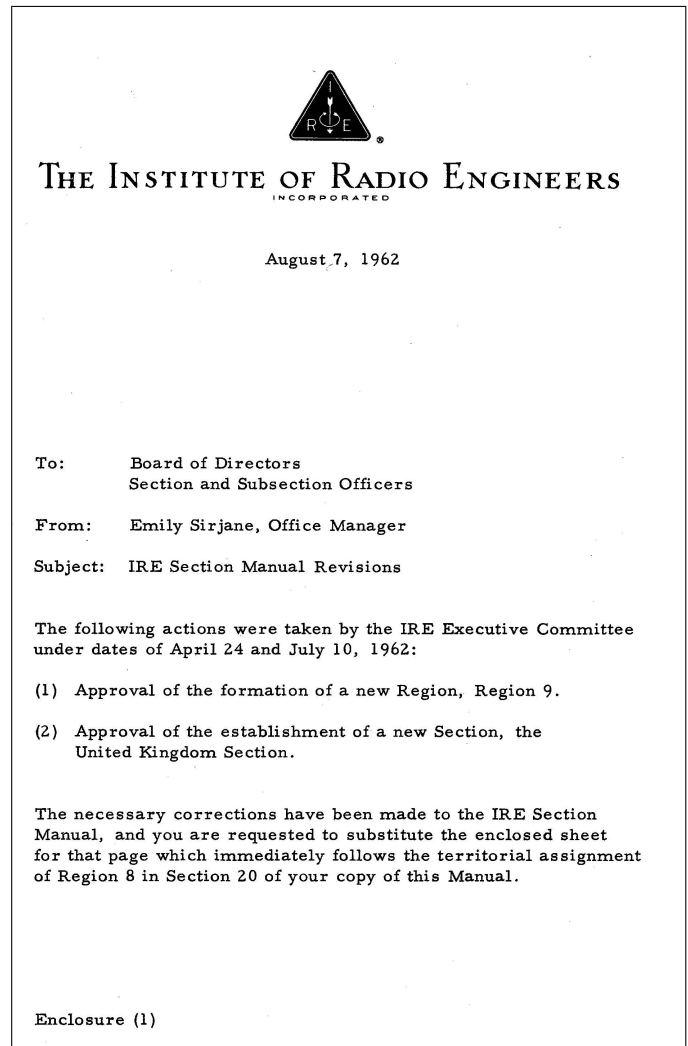 I
R E
®
THE INSTITUTE OF RADIO ENGINEERS
INCORPORATED
August 7, 1962
To: Board of Directors
Section and Subsection Officers
From: Emily Sirjane, Office Manager
Subject: IRE Section Manual Revisions
The following actions were taken by the IRE Executive Committee
under dates of April 24 and July 10, 1962:
(1) Approval of the formation of a new Region, Region 9.
(2) Approval of the establishment of a new Section, the
United Kingdom Section.
The necessary corrections have been made to the IRE Section
Manual, and you are requested to substitute the enclosed sheet
for that page which immediately follows the territorial assignment
of Region 8 in Section 20 of your copy of this Manual.
Enclosure (1)